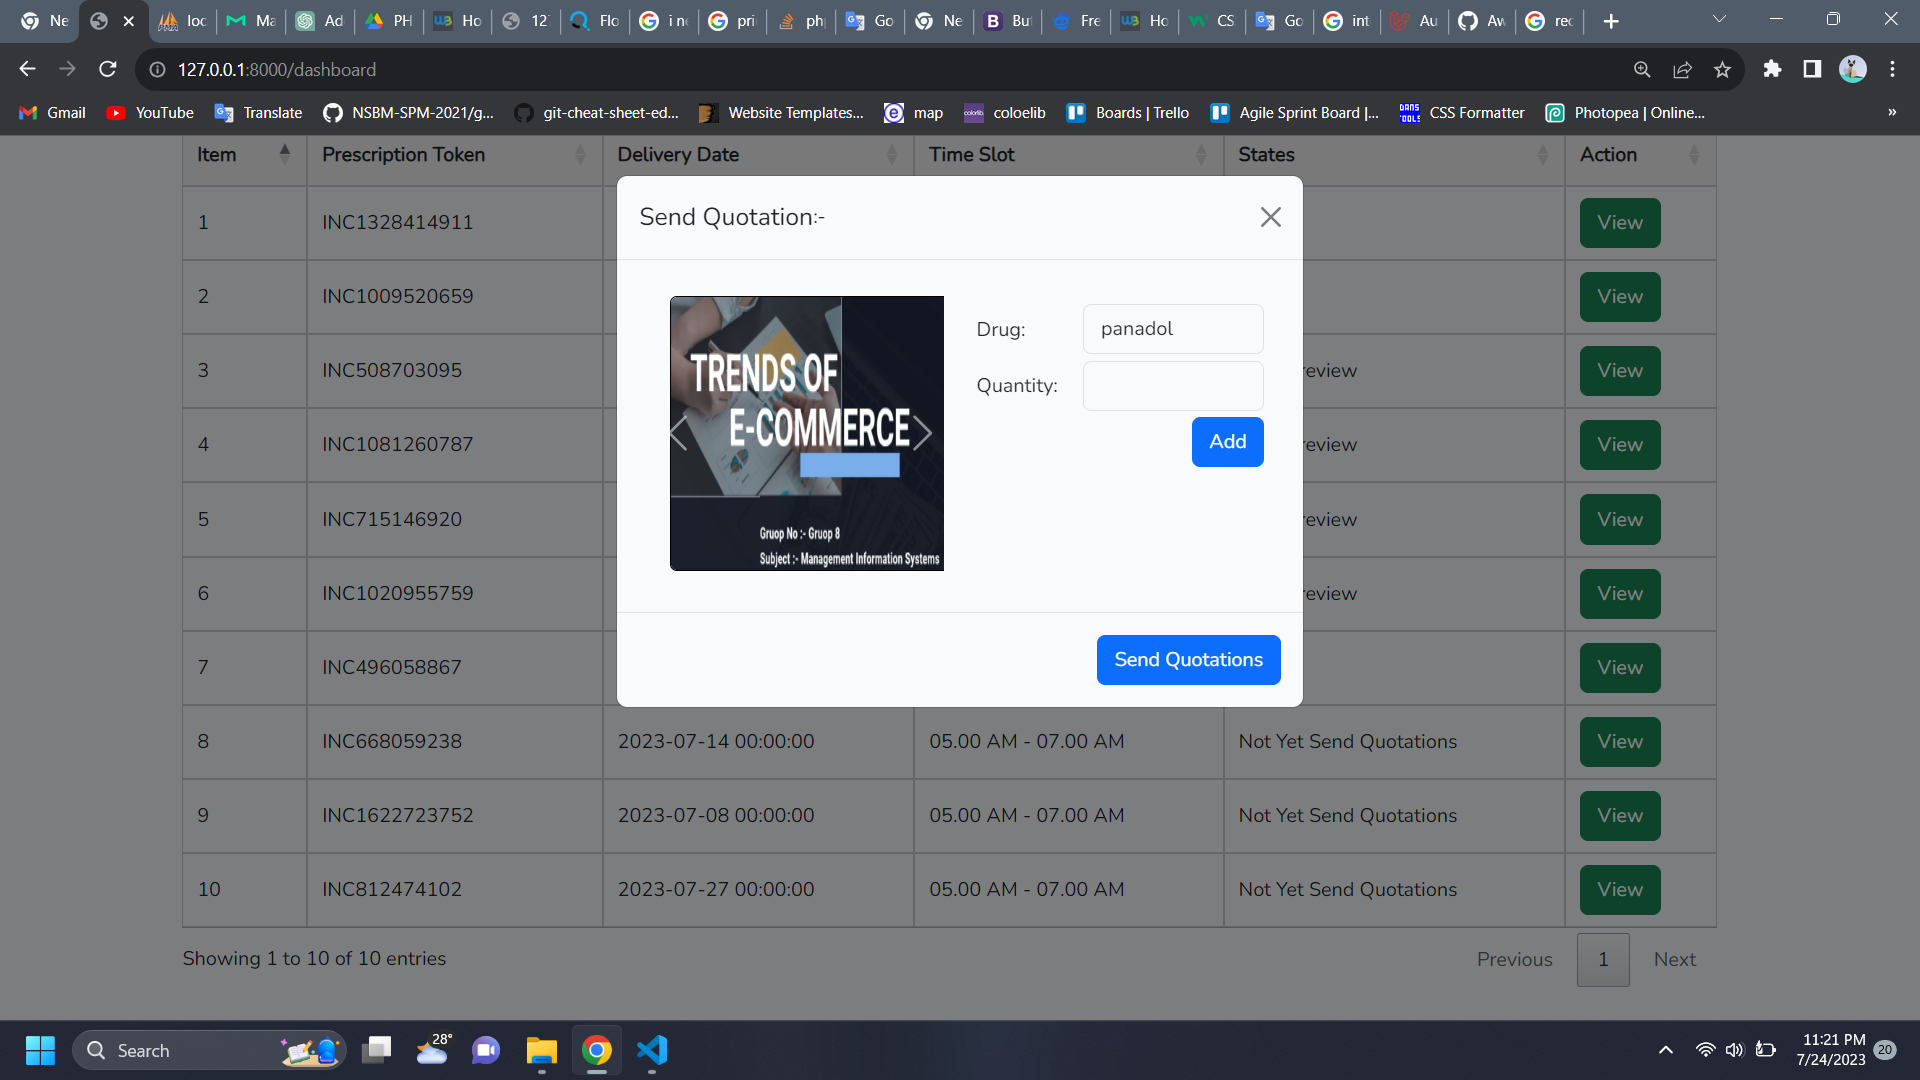 Ne
loc
Ma
Ad
PH
Ho
127
Flo
i ne
pri
php
Go
Ne
But
Fre
Ho
CS
Go
int
Au
Aw
rec
127.0.0.1:8000/dashboard
Gmail
YouTube
Translate
NSBM-SPM-2021/g...
git-cheat-sheet-ed...
Website Templates...
map
coloelib
Boards | Trello
Agile Sprint Board |...
CSS Formatter
Photopea | Online...
»
Item Prescription Token Delivery Date Time Slot States Action
Send Quotation:-
1 INC1328414911 View
2 INC1009520659 View
3 INC508703095 review View
4 INC1081260787 review View
5 INC715146920 review View
6 INC1020955759 review View
7 INC496058867 View
TRENDS OF
E-COMMERCE
Gruop No :- Gruop 8
Subject :- Management Information Systems
Drug: panadol
Quantity:
Add
Send Quotations
8 INC668059238 2023-07-14 00:00:00 05.00 AM - 07.00 AM Not Yet Send Quotations View
9 INC1622723752 2023-07-08 00:00:00 05.00 AM - 07.00 AM Not Yet Send Quotations View
10 INC812474102 2023-07-27 00:00:00 05.00 AM - 07.00 AM Not Yet Send Quotations View
Showing 1 to 10 of 10 entries
Previous 1 Next
Search
28°
11:21 PM
7/24/2023
20